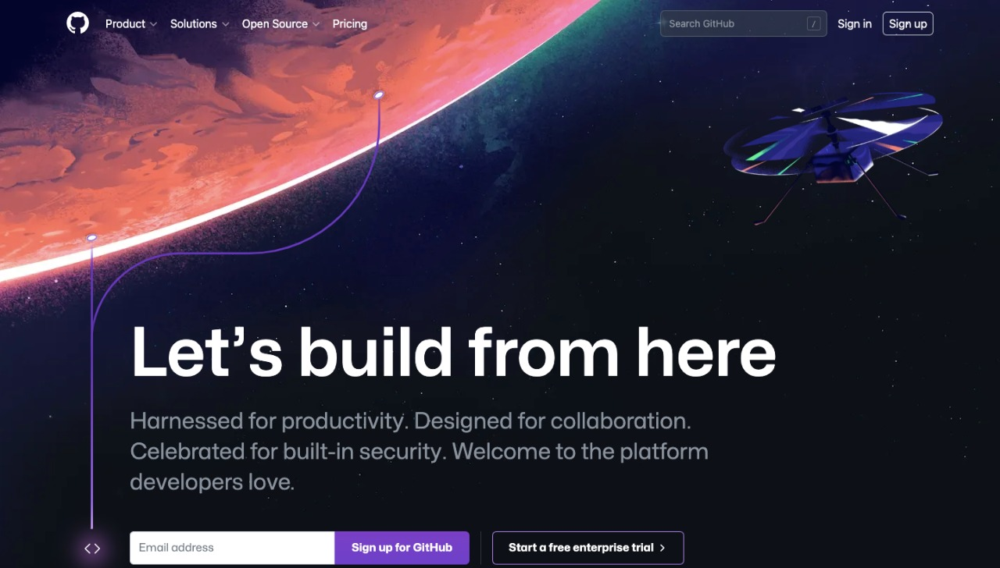 Product Solutions Open Source Pricing Search GitHub / Sign in Sign up
Let’s build from here
Harnessed for productivity. Designed for collaboration.
Celebrated for built-in security. Welcome to the platform
developers love.
Email address Sign up for GitHub Start a free enterprise trial